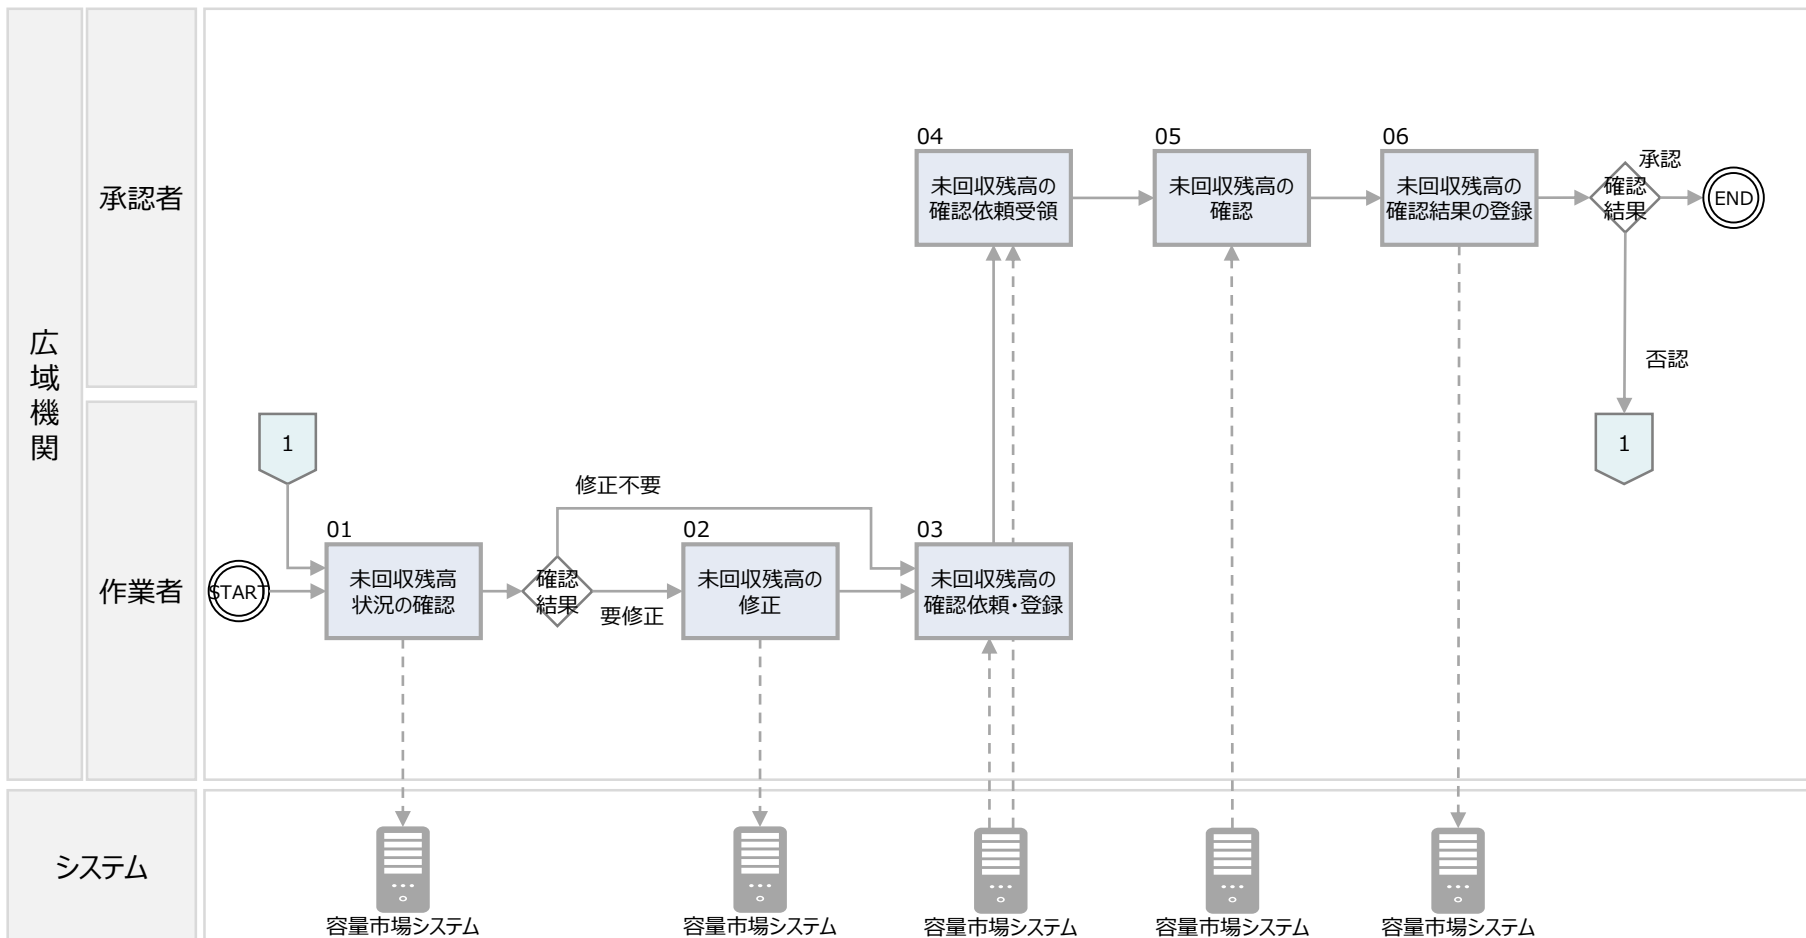 広域機関
承認者
04
未回収残高の
確認依頼受領
05
未回収残高の
確認
06
未回収残高の
確認結果の登録
確認
結果
承認
END
否認
1
作業者
1
START
01
未回収残高
状況の確認
確認
結果
修正不要
要修正
02
未回収残高の
修正
03
未回収残高の
確認依頼・登録
システム
容量市場システム
容量市場システム
容量市場システム
容量市場システム
容量市場システム